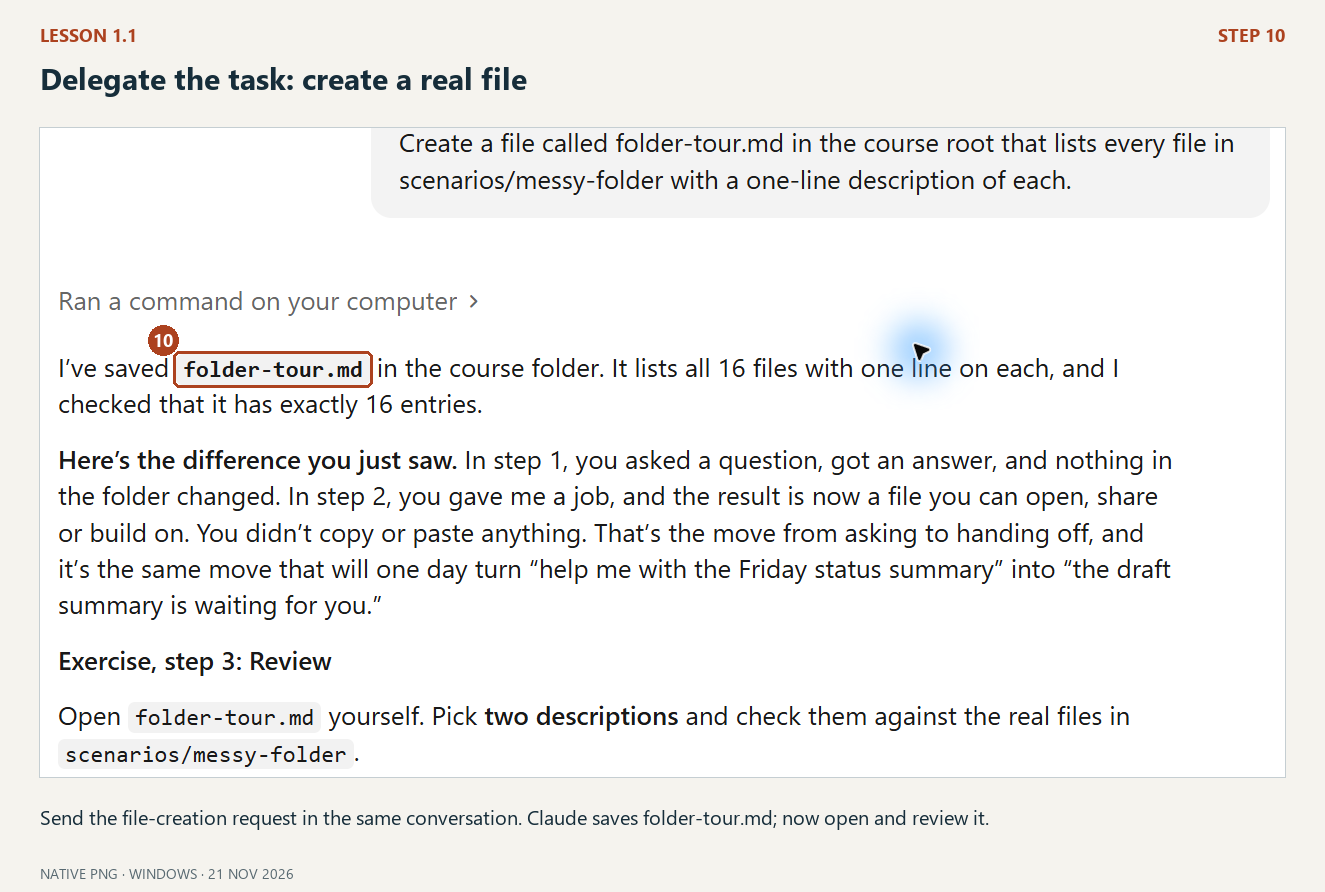 LESSON 1.1
STEP 10
Delegate the task: create a real file
Create a file called folder-tour.md in the course root that lists every file in
scenarios/messy-folder with a one-line description of each.
Ran a command on your computer >
10
I’ve saved folder-tour.md in the course folder. It lists all 16 files with one line on each, and I
checked that it has exactly 16 entries.
Here’s the difference you just saw. In step 1, you asked a question, got an answer, and nothing in
the folder changed. In step 2, you gave me a job, and the result is now a file you can open, share
or build on. You didn’t copy or paste anything. That’s the move from asking to handing off, and
it’s the same move that will one day turn “help me with the Friday status summary” into “the draft
summary is waiting for you.”
Exercise, step 3: Review
Open folder-tour.md yourself. Pick two descriptions and check them against the real files in
scenarios/messy-folder.
Send the file-creation request in the same conversation. Claude saves folder-tour.md; now open and review it.
NATIVE PNG · WINDOWS · 21 NOV 2026